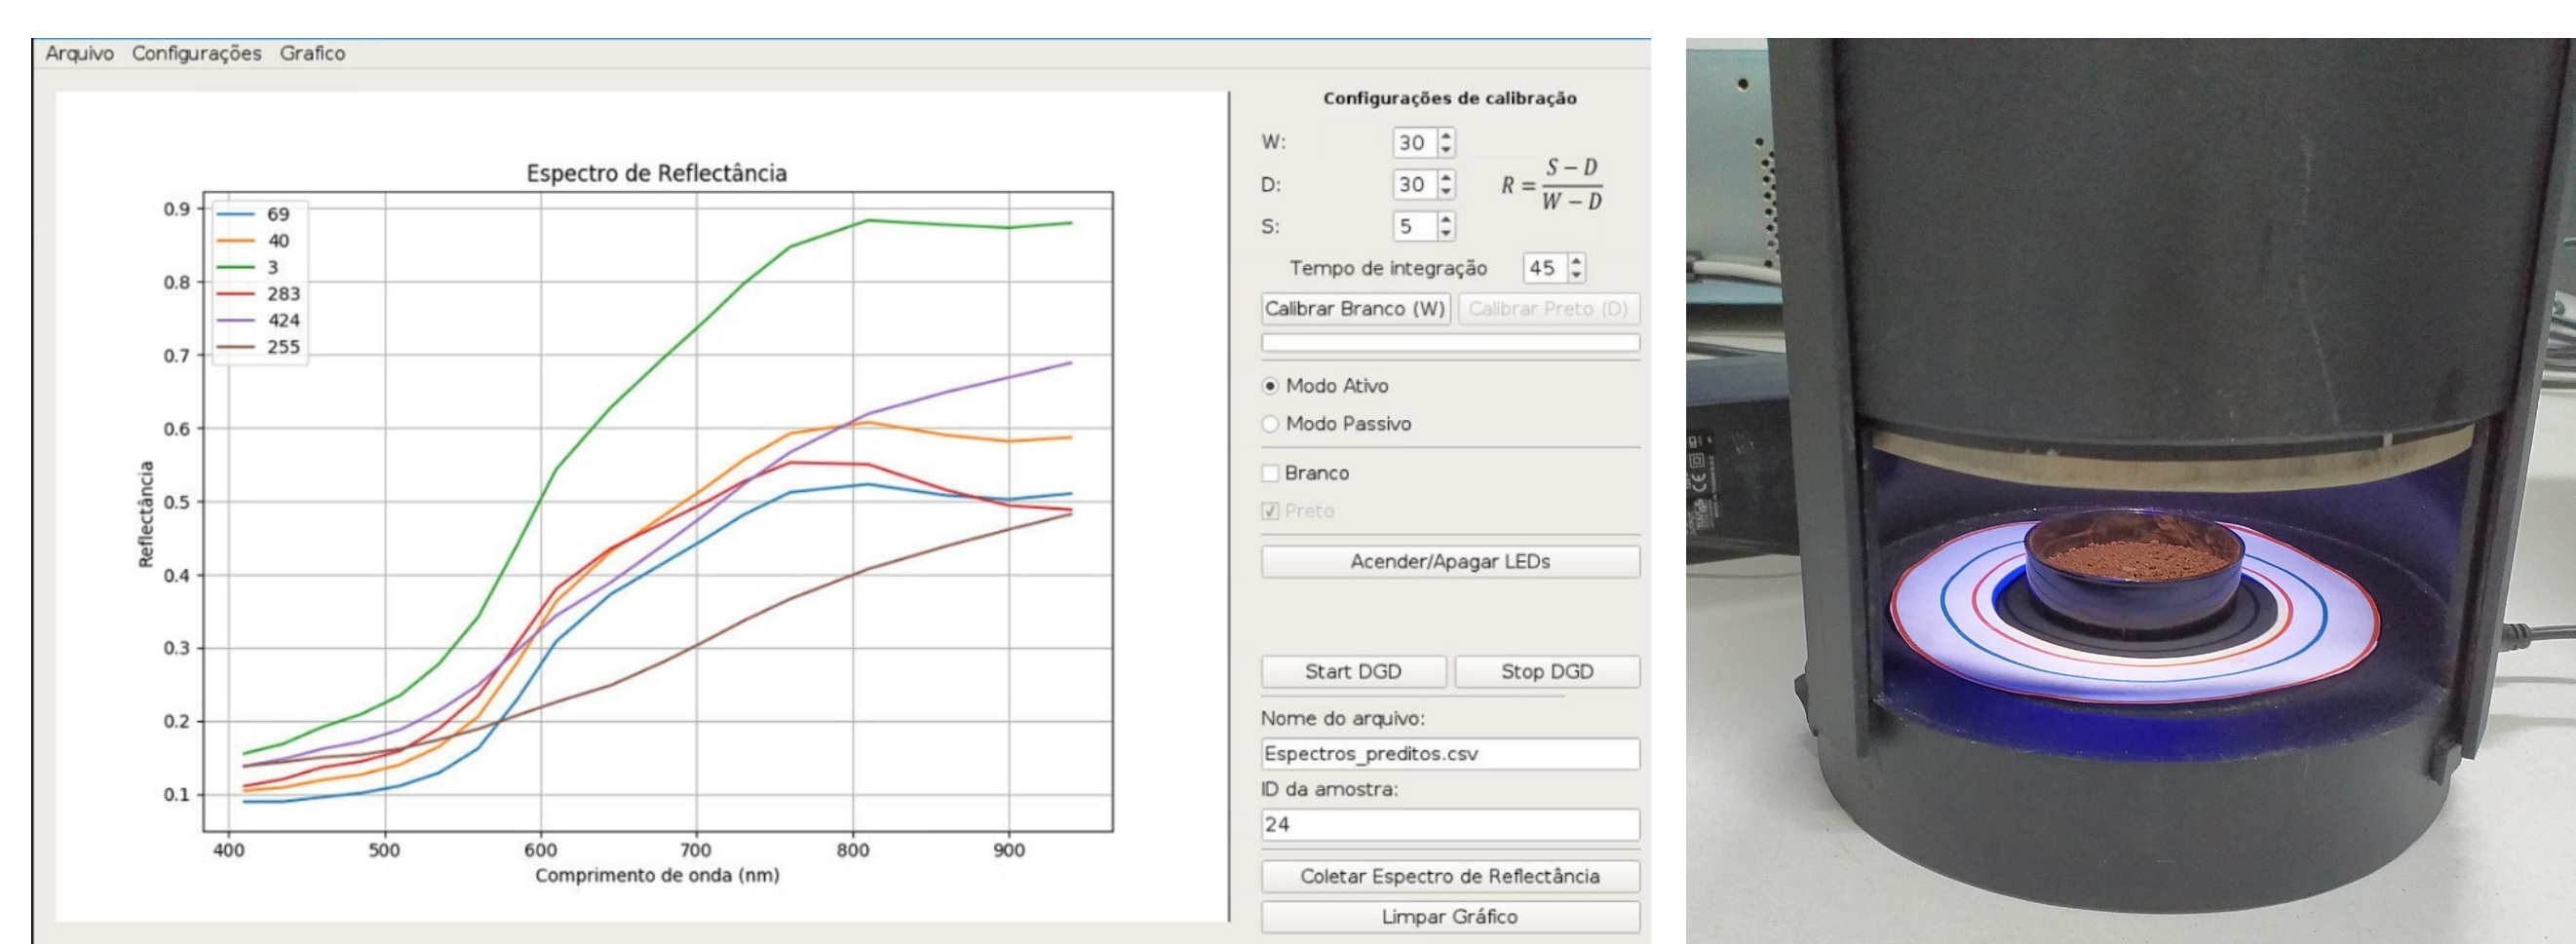 Arquivo Configurações Grafico
Espectro de Reflectância
Reflectância
0.9
0.8
0.7
0.6
0.5
0.4
0.3
0.2
0.1
69
40
3
283
424
255
400 500 600 700 800 900
Comprimento de onda (nm)
Configurações de calibração
W: 30
D: 30
S: 5
R = (S − D) / (W − D)
Tempo de integração 45
Calibrar Branco (W) Calibrar Preto (D)
Modo Ativo
Modo Passivo
Branco
Preto
Acender/Apagar LEDs
Start DGD Stop DGD
Nome do arquivo:
Espectros_preditos.csv
ID da amostra:
24
Coletar Espectro de Reflectância
Limpar Gráfico